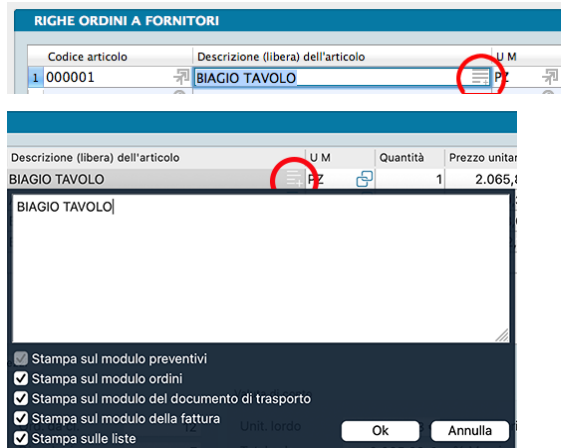 RIGHE ORDINI A FORNITORI
Codice articolo Descrizione (libera) dell'articolo U M
1 000001 BIAGIO TAVOLO PZ
Descrizione (libera) dell'articolo U M Quantità Prezzo unitar
BIAGIO TAVOLO PZ 1 2.065,8
BIAGIO TAVOLO
Stampa sul modulo preventivi
Stampa sul modulo ordini
Stampa sul modulo del documento di trasporto
Stampa sul modulo della fattura
Unit. lordo
Stampa sulle liste
Ok Annulla